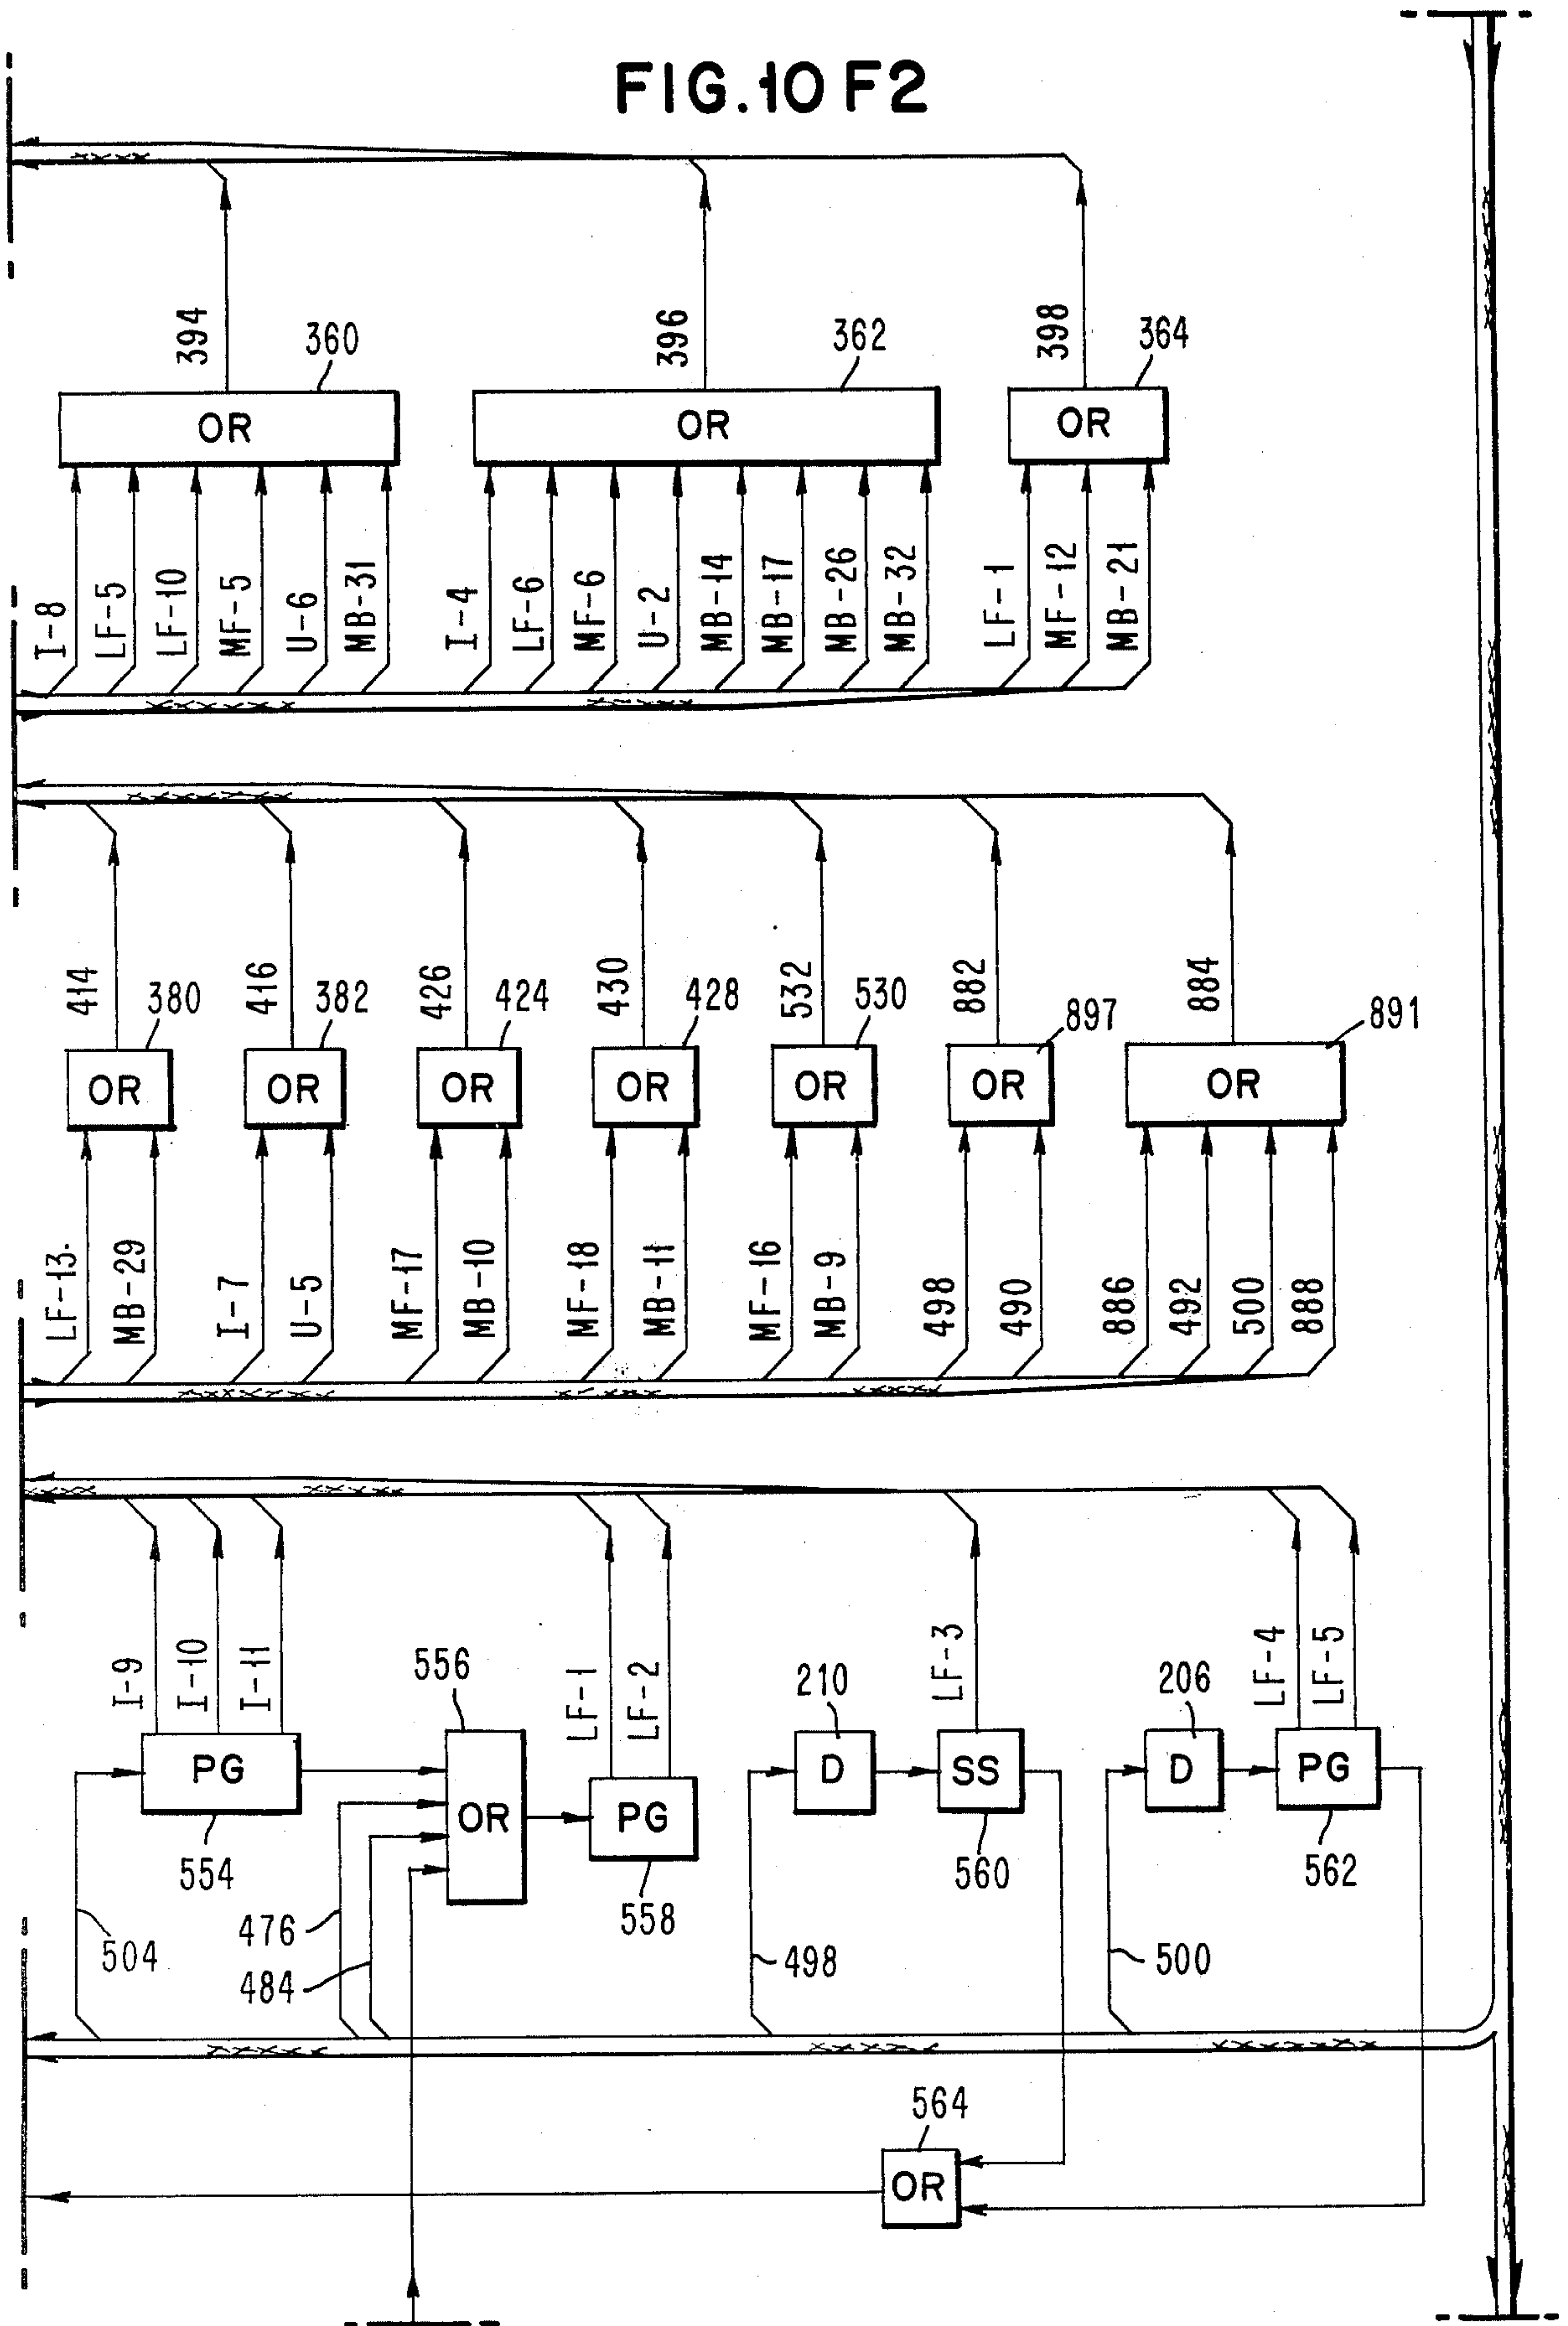 FIG.10 F2
394
360
396
362
398
364
OR
OR
OR
I-8
LF-5
LF-10
MF-5
U-6
MB-31
I-4
LF-6
MF-6
U-2
MB-14
MB-17
MB-26
MB-32
LF-1
MF-12
MB-21
414
380
416
382
426
424
430
428
532
530
882
897
884
891
OR
OR
OR
OR
OR
OR
OR
LF-13.
MB-29
I-7
U-5
MF-17
MB-10
MF-18
MB-11
MF-16
MB-9
498
490
886
492
500
888
I-9
I-10
I-11
556
LF-1
LF-2
210
LF-3
206
LF-4
LF-5
PG
OR
PG
D
SS
D
PG
554
558
560
562
504
476
484
498
500
564
OR